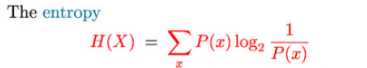 The entropy
H(X) = ∑ₓ P(x) log₂ 1/P(x)